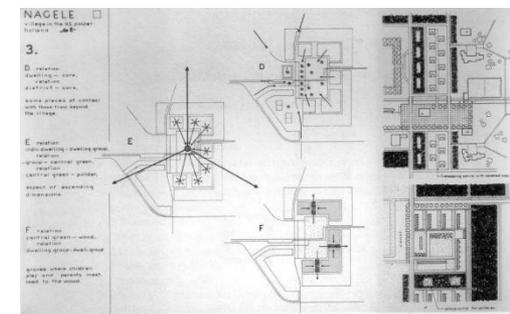 NAGELE
village in the NE polder
holland
3.
D relation
dwelling – core,
relation
district – core,
some places of contact
with those from beyond
the village.
E relation
indiv. dwelling – dwelling group,
relation
group – central green,
relation
central green – polder,
aspect of ascending
dimensions.
F relation
central green – wood,
relation
dwelling group – dwell. group
groves where children
play and parents meet
lead to the wood.
D
E
F